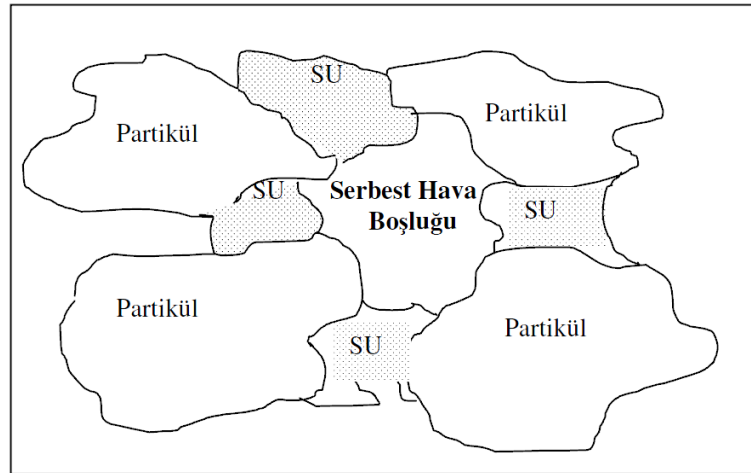 SU
Partikül
Partikül
SU
Serbest Hava
Boşluğu
SU
Partikül
Partikül
SU